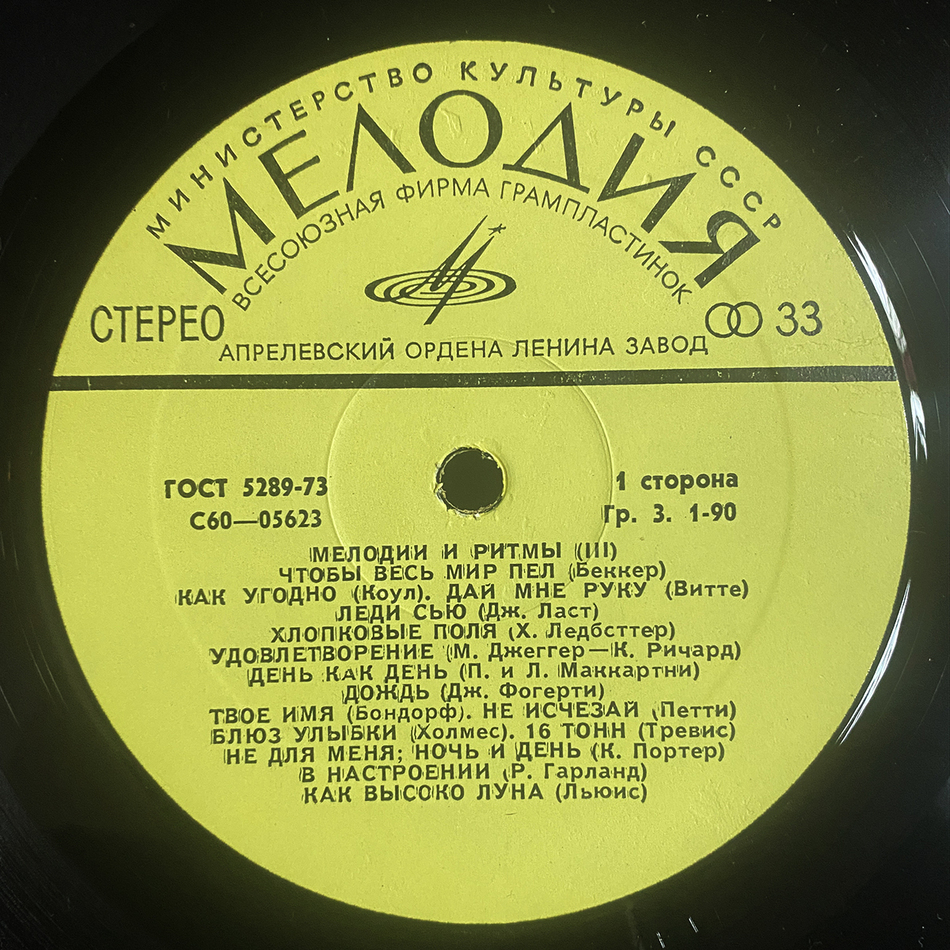 МИНИСТЕРСТВО КУЛЬТУРЫ СССР
МЕЛОДИЯ
ВСЕСОЮЗНАЯ ФИРМА ГРАМПЛАСТИНОК
СТЕРЕО
33
АПРЕЛЕВСКИЙ ОРДЕНА ЛЕНИНА ЗАВОД
ГОСТ 5289-73
1 сторона
С60—05623
Гр. 3. 1-90
МЕЛОДИИ И РИТМЫ (III)
ЧТОБЫ ВЕСЬ МИР ПЕЛ (Беккер)
КАК УГОДНО (Коул). ДАЙ МНЕ РУКУ (Витте)
ЛЕДИ СЬЮ (Дж. Ласт)
ХЛОПКОВЫЕ ПОЛЯ (Х. Ледбсттер)
УДОВЛЕТВОРЕНИЕ (М. Джеггер—К. Ричард)
ДЕНЬ КАК ДЕНЬ (П. и Л. Маккартни)
ДОЖДЬ (Дж. Фогерти)
ТВОЕ ИМЯ (Бондорф). НЕ ИСЧЕЗАЙ (Петти)
БЛЮЗ УЛЫБКИ (Холмес). 16 ТОНН (Тревис)
НЕ ДЛЯ МЕНЯ; НОЧЬ И ДЕНЬ (К. Портер)
В НАСТРОЕНИИ (Р. Гарланд)
КАК ВЫСОКО ЛУНА (Льюис)